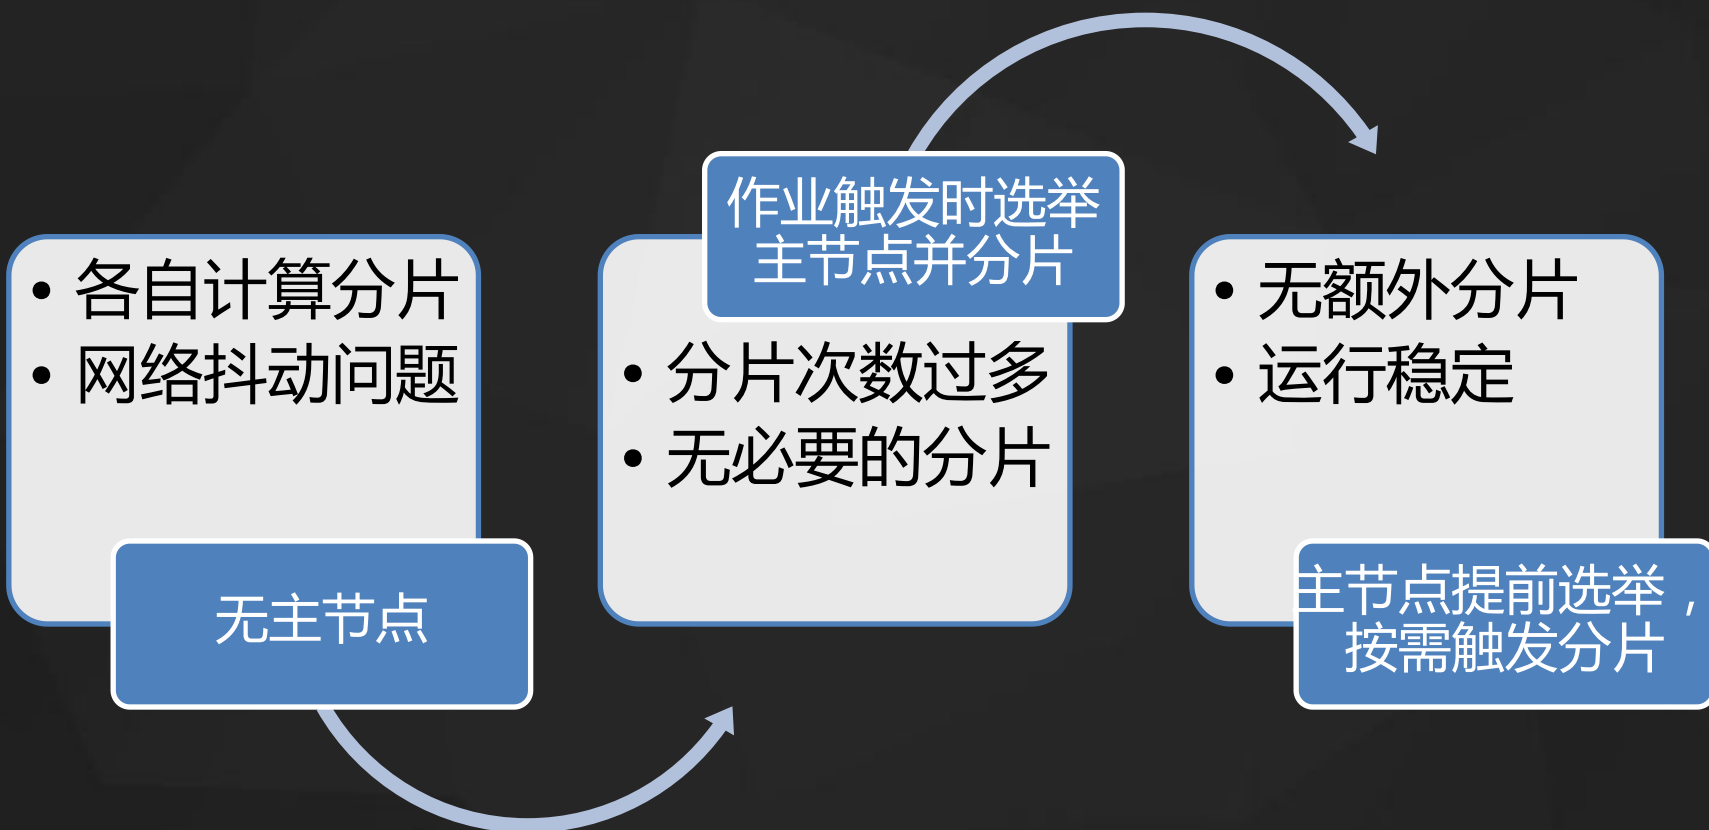 • 各自计算分片
• 网络抖动问题
无主节点
作业触发时选举
主节点并分片
• 分片次数过多
• 无必要的分片
• 无额外分片
• 运行稳定
主节点提前选举，
按需触发分片